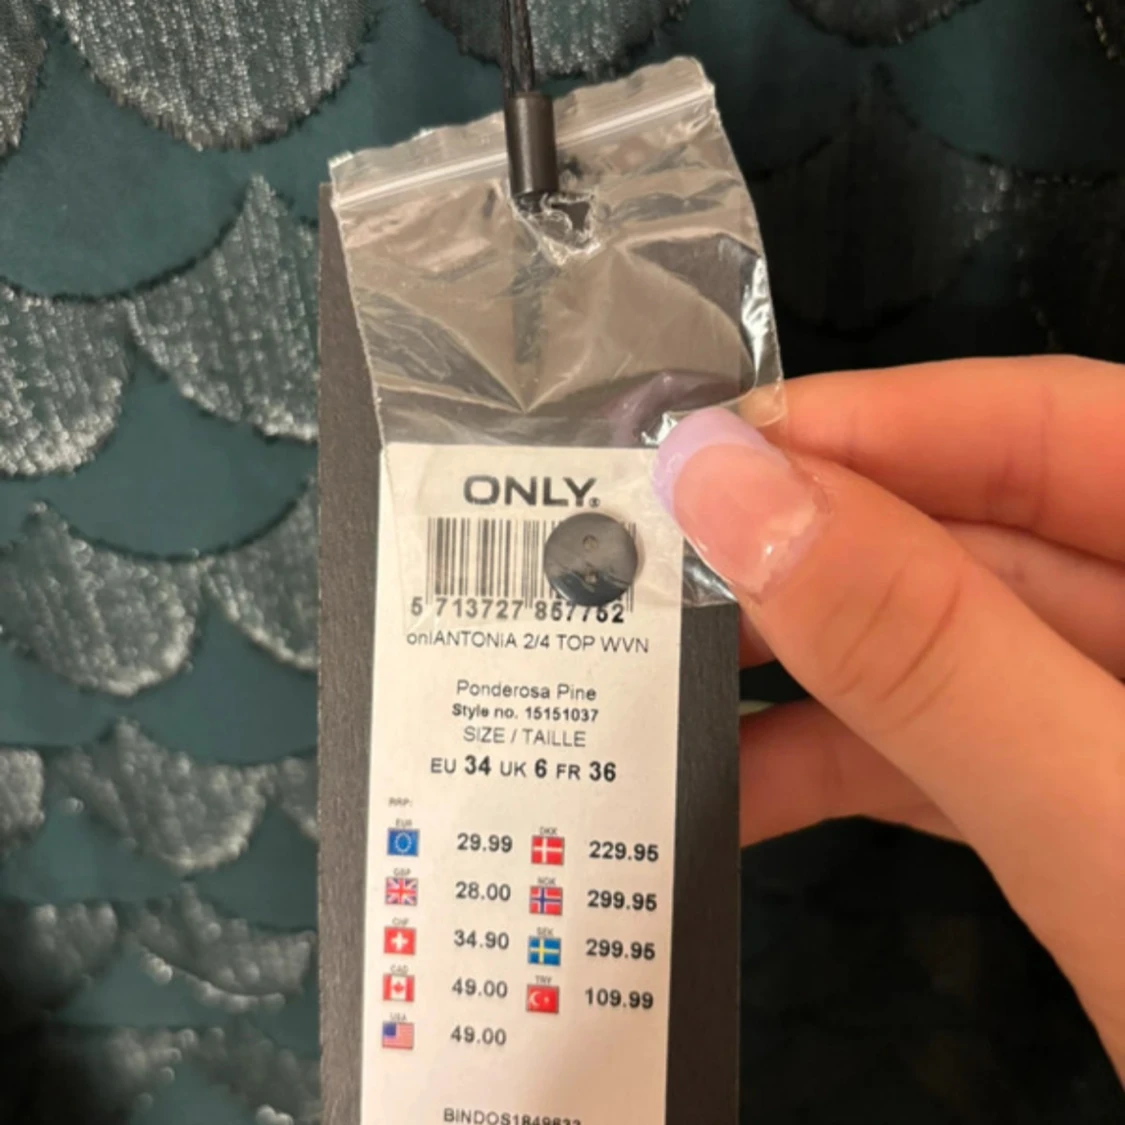 ONLY®
5 713727 857752
onlANTONIA 2/4 TOP WVN
Ponderosa Pine
Style no. 15151037
SIZE / TAILLE
EU 34 UK 6 FR 36
RRP:
EUR 29.99 DKK 229.95
GBP 28.00 NOK 299.95
CHF 34.90 SEK 299.95
CAD 49.00 TRY 109.99
USA 49.00